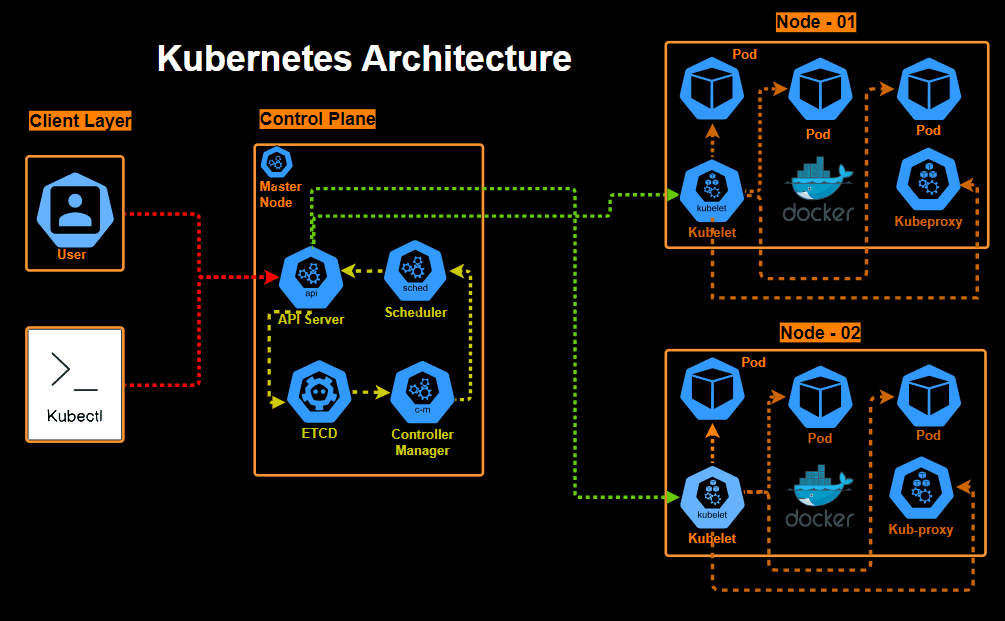 Kubernetes Architecture
Client Layer
User
>_
Kubectl
Control Plane
Master
Node
api
API Server
sched
Scheduler
ETCD
c-m
Controller
Manager
Node - 01
Pod
Pod
Pod
kubelet
Kubelet
docker
Kubeproxy
Node - 02
Pod
Pod
Pod
kubelet
Kubelet
docker
Kub-proxy